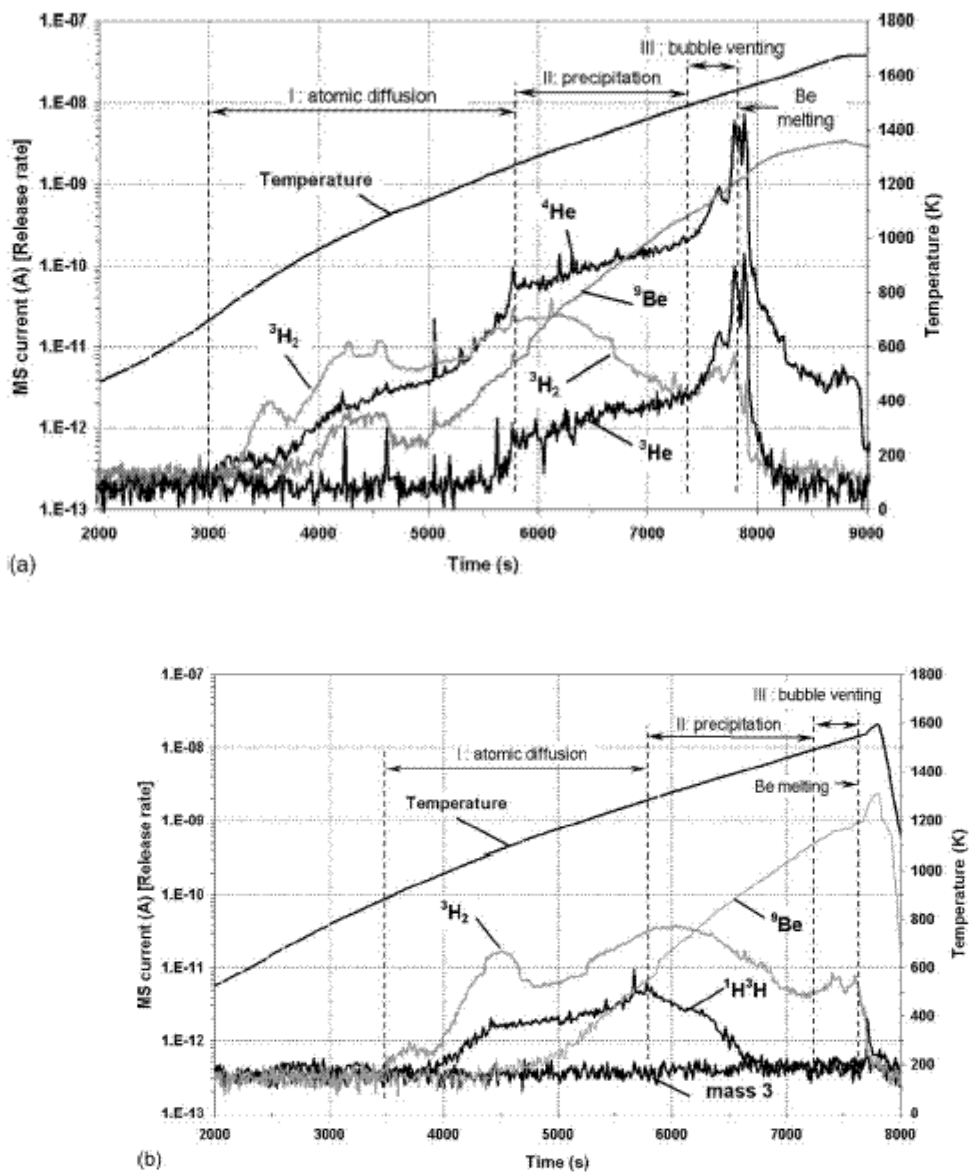 1.E-07
1800
III : bubble venting
II: precipitation
1.E-08
1600
I : atomic diffusion
Be
melting
1400
1.E-09
Temperature
1200
⁴He
1000
1.E-10
⁹Be
800
³H₂
1.E-11
600
³H₂
400
1.E-12
³He
200
1.E-13
0
2000 3000 4000 5000 6000 7000 8000 9000
Time (s)
MS current (A) [Release rate]
Temperature (K)
(a)
1.E-07
1800
III : bubble venting
II: precipitation
1.E-08
1600
I : atomic diffusion
Be melting
1400
Temperature
1.E-09
1200
1000
1.E-10
³H₂
⁹Be
800
1.E-11
600
¹H³H
400
1.E-12
200
mass 3
1.E-13
0
2000 3000 4000 5000 6000 7000 8000
Time (s)
MS current (A) [Release rate]
Temperature (K)
(b)